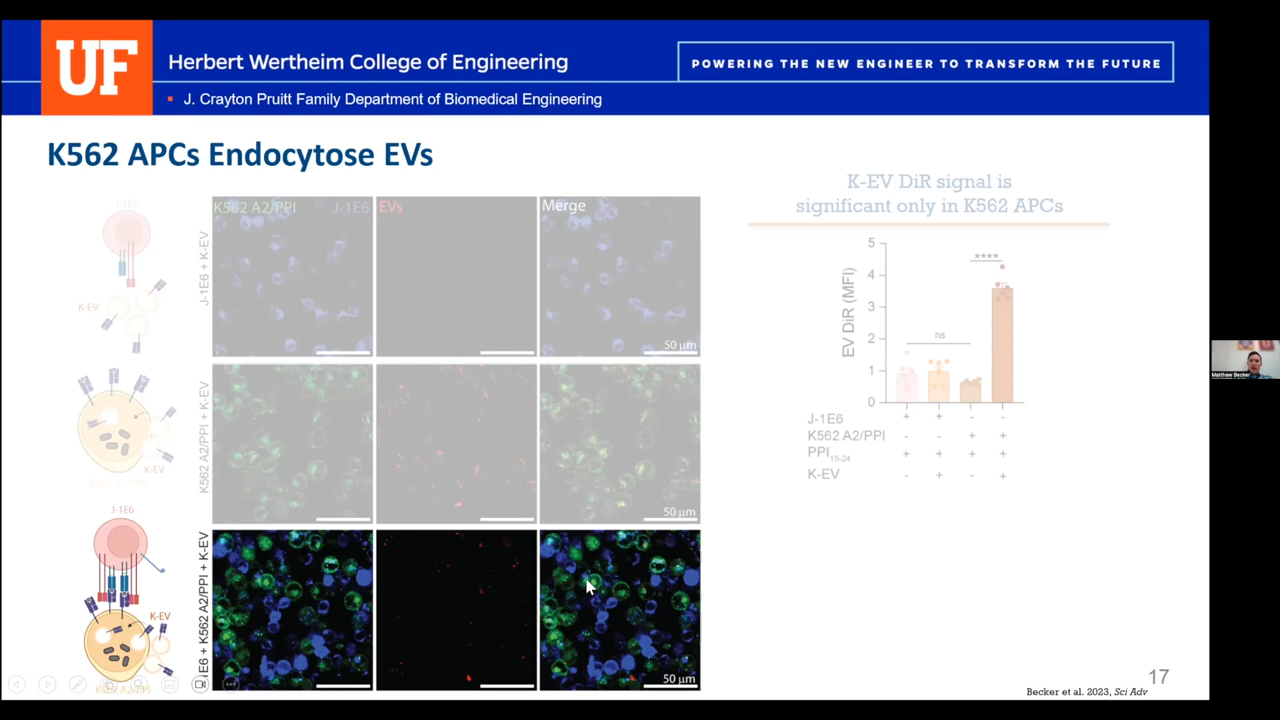 UF
Herbert Wertheim College of Engineering
POWERING THE NEW ENGINEER TO TRANSFORM THE FUTURE
J. Crayton Pruitt Family Department of Biomedical Engineering
K562 APCs Endocytose EVs
J-1E6
K-EV
J-1E6 + K-EV
K562 A2/PPI
J-1E6
EVs
Merge
50 µm
K-EV
K562 A2/PPI + K-EV
50 µm
J-1E6
K-EV
K562 A2/PPI
1E6 + K562 A2/PPI + K-EV
50 µm
K-EV DiR signal is
significant only in K562 APCs
EV DiR (MFI)
5
4
3
2
1
0
ns
****
J-1E6 + + - -
K562 A2/PPI - - + +
PPI15-24 + + + +
K-EV - + - +
17
Becker et al. 2023, Sci Adv
Matthew Becker